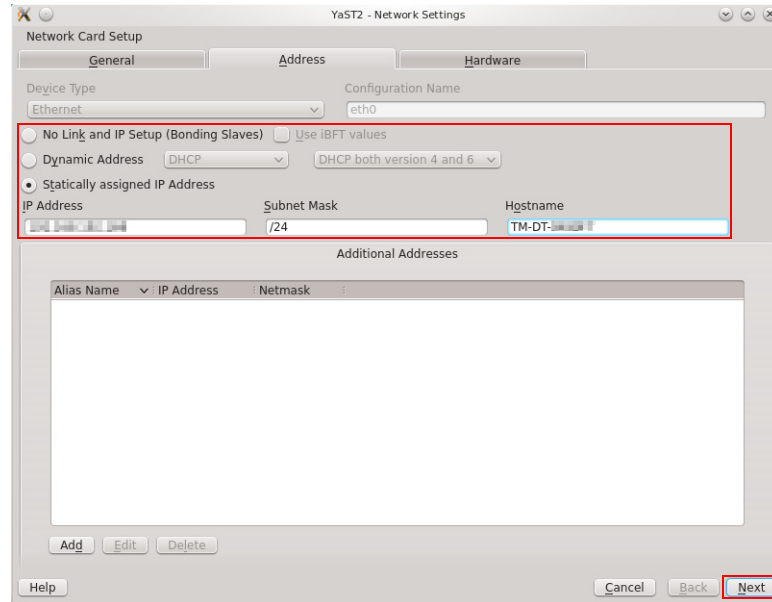 YaST2 - Network Settings
Network Card Setup
General Address Hardware
Device Type Configuration Name
Ethernet eth0
No Link and IP Setup (Bonding Slaves) Use iBFT values
Dynamic Address DHCP DHCP both version 4 and 6
Statically assigned IP Address
IP Address Subnet Mask Hostname
/24 TM-DT-
Additional Addresses
Alias Name IP Address Netmask
Add Edit Delete
Help Cancel Back Next